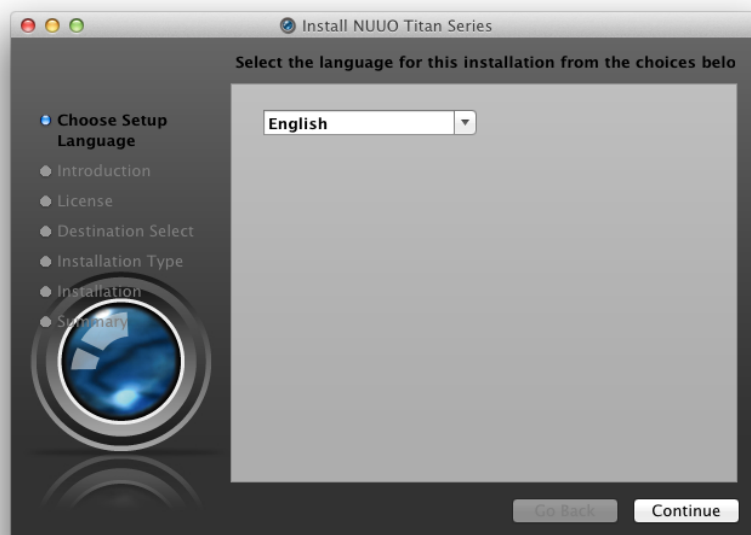 Install NUUO Titan Series
Select the language for this installation from the choices belo
Choose Setup
Language
Introduction
License
Destination Select
Installation Type
Installation
Summary
English
Go Back
Continue